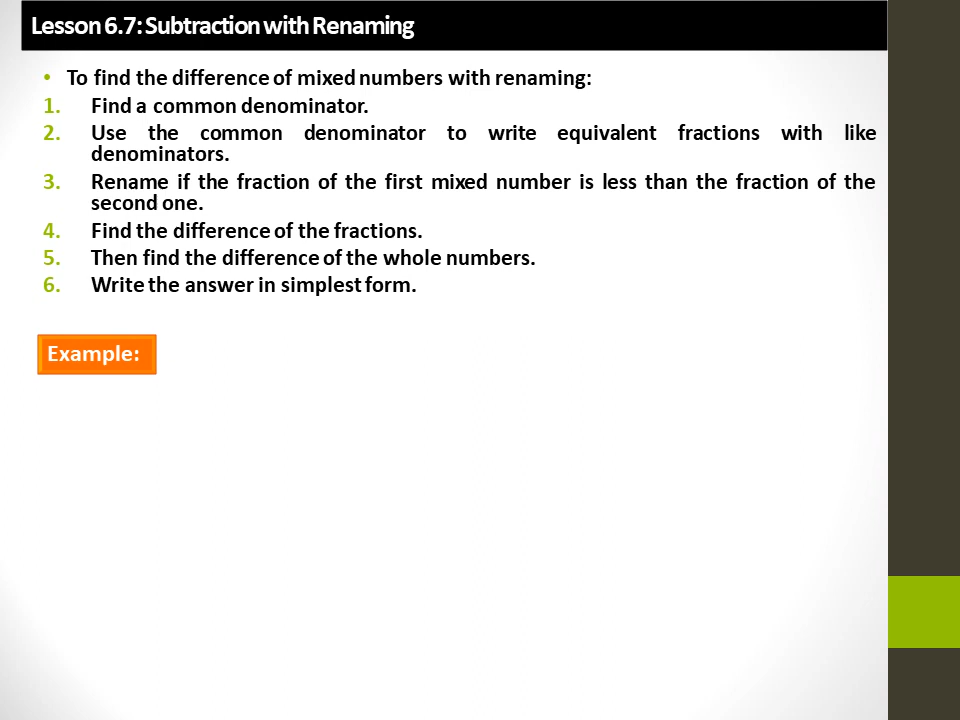 Lesson 6.7: Subtraction with Renaming
• To find the difference of mixed numbers with renaming:
1. Find a common denominator.
2. Use the common denominator to write equivalent fractions with like
denominators.
3. Rename if the fraction of the first mixed number is less than the fraction of the
second one.
4. Find the difference of the fractions.
5. Then find the difference of the whole numbers.
6. Write the answer in simplest form.
Example: